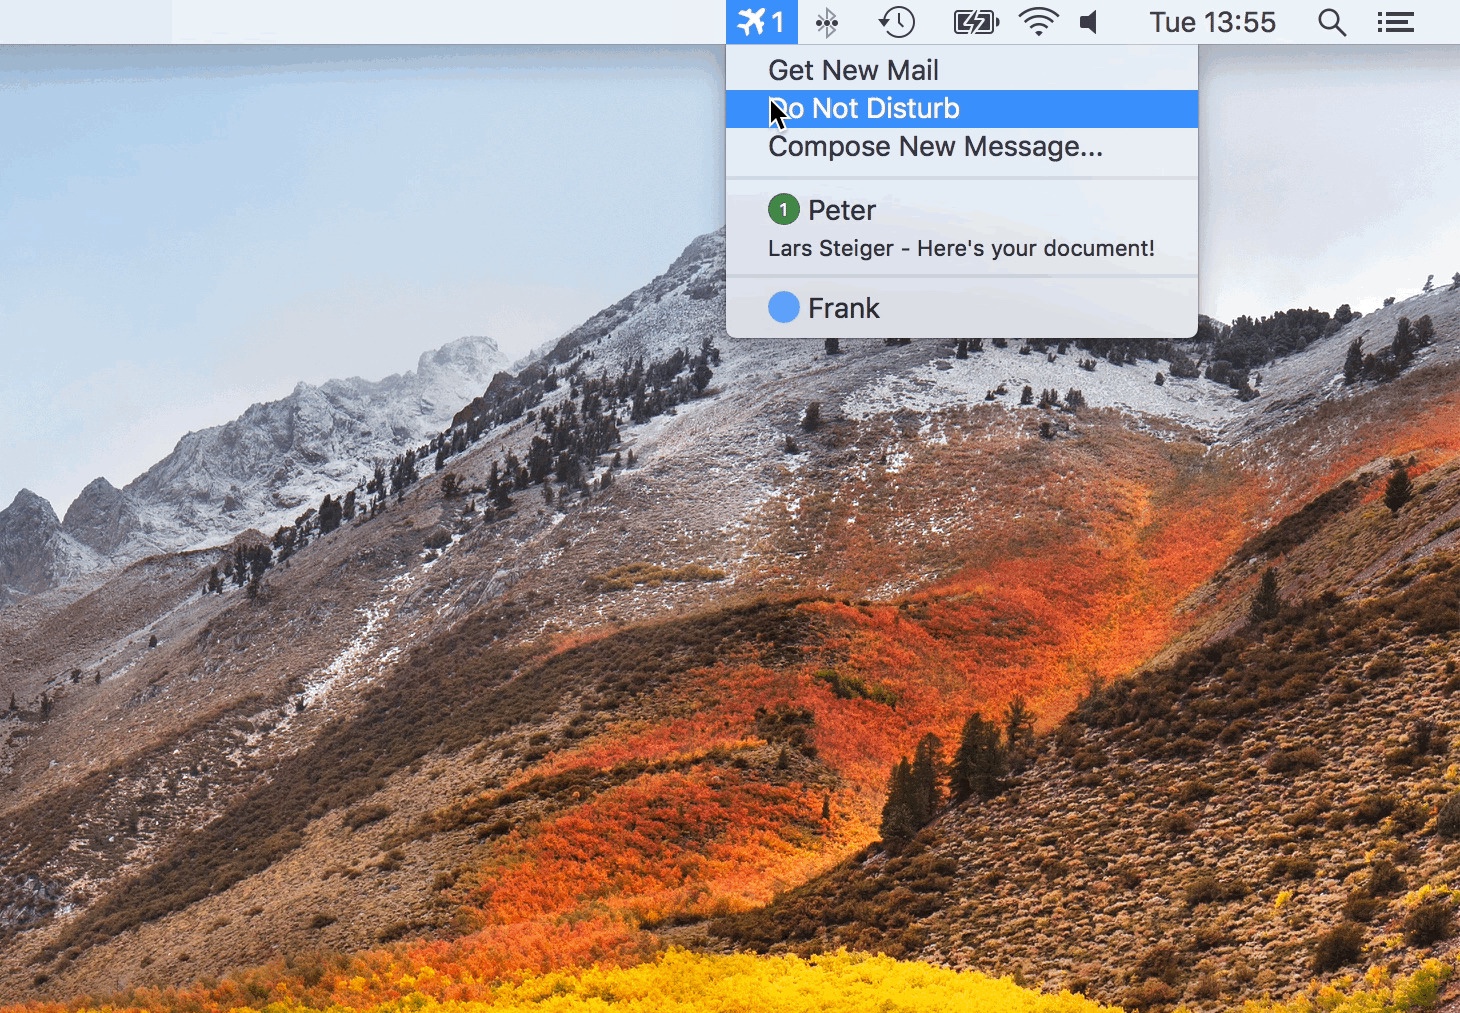 1 Tue 13:55
Get New Mail
Do Not Disturb
Compose New Message...
1 Peter
Lars Steiger - Here's your document!
Frank